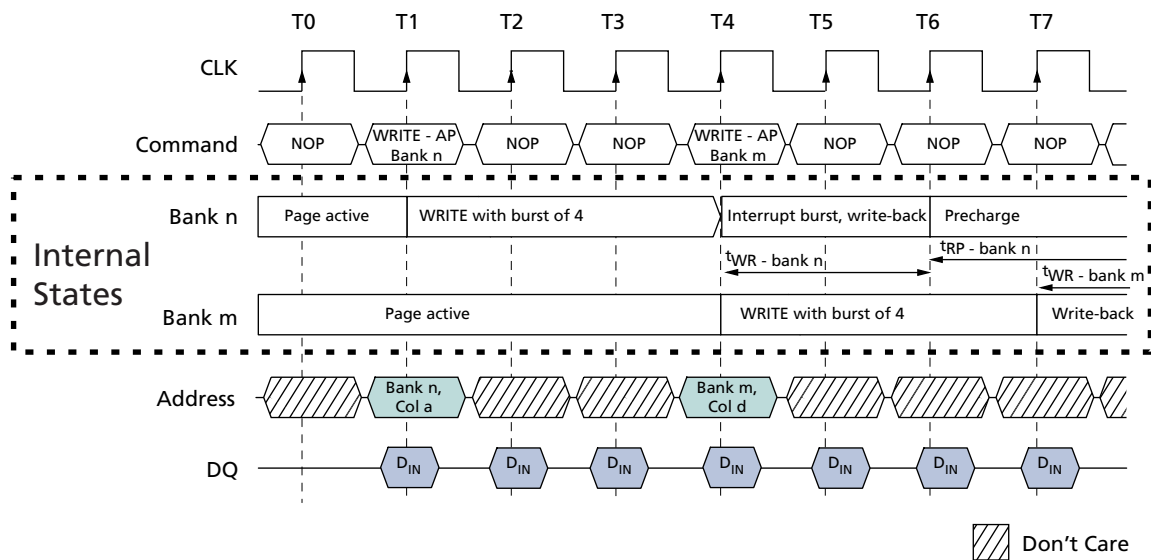 T0 T1 T2 T3 T4 T5 T6 T7
CLK
Command NOP WRITE - AP Bank n NOP NOP WRITE - AP Bank m NOP NOP NOP
Internal States
Bank n Page active WRITE with burst of 4 Interrupt burst, write-back Precharge
tWR - bank n tRP - bank n
tWR - bank m
Bank m Page active WRITE with burst of 4 Write-back
Address Bank n, Col a Bank m, Col d
DQ DIN DIN DIN DIN DIN DIN DIN
Don't Care